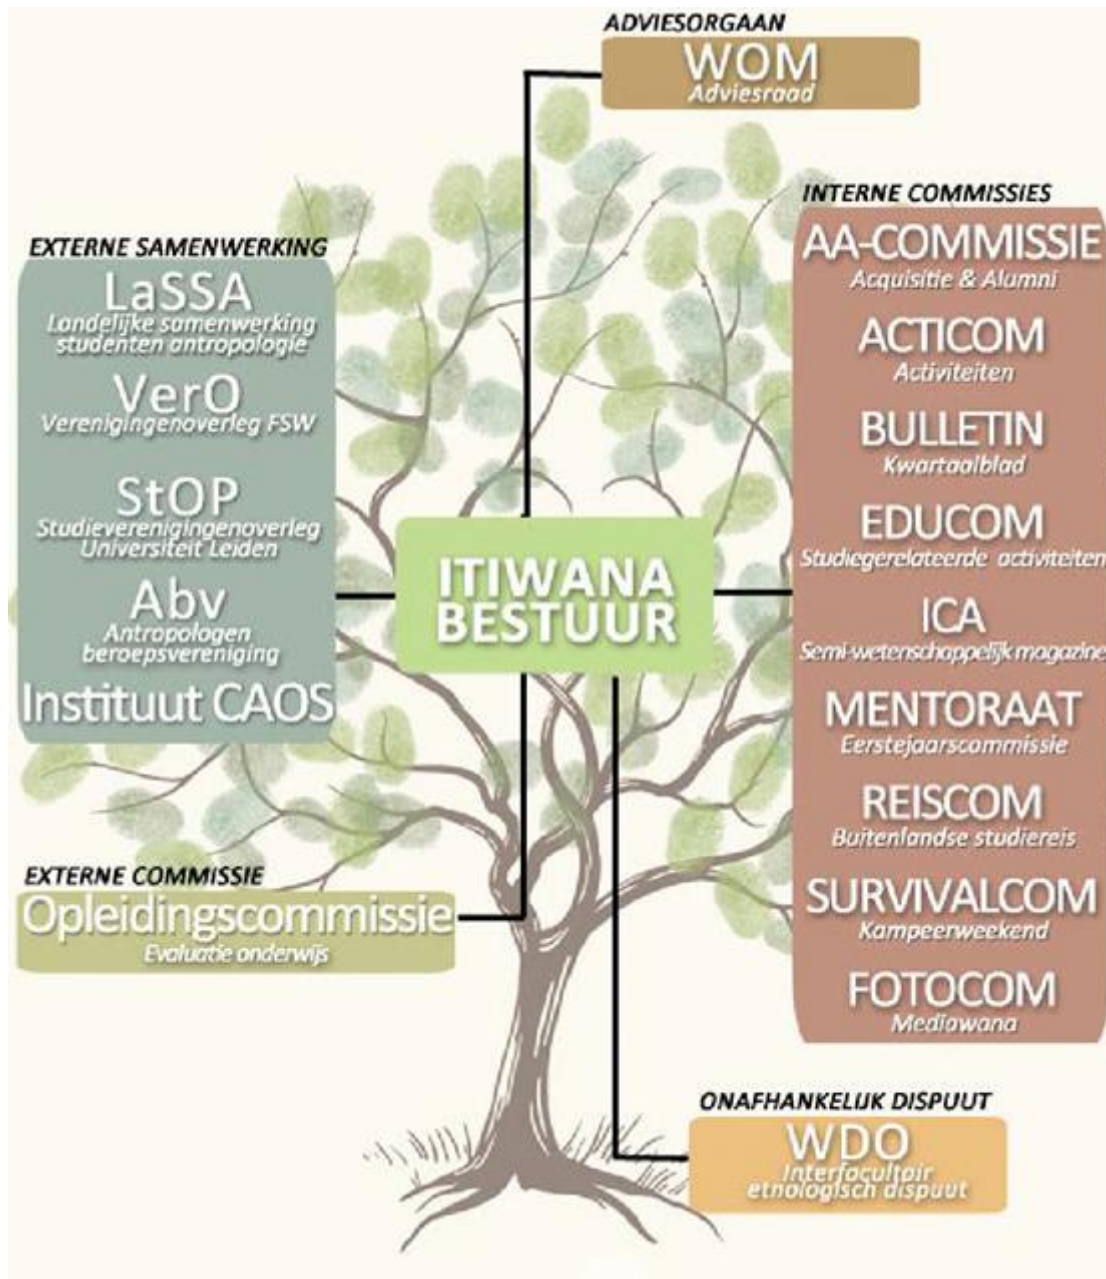 ADVIESORGAAN
WOM
Adviesraad
EXTERNE SAMENWERKING
LaSSA
Landelijke samenwerking
studenten antropologie
VerO
Verenigingenoverleg FSW
StOP
Studieverenigingenoverleg
Universiteit Leiden
Abv
Antropologen
beroepsvereniging
Instituut CAOS
ITIWANA
BESTUUR
INTERNE COMMISSIES
AA-COMMISSIE
Acquisitie & Alumni
ACTICOM
Activiteiten
BULLETIN
Kwartaalblad
EDUCOM
Studiegerelateerde activiteiten
ICA
Semi-wetenschappelijk magazine
MENTORAAT
Eerstejaarscommissie
REISCOM
Buitenlandse studiereis
SURVIVALCOM
Kampeerweekend
FOTOCOM
Mediawana
EXTERNE COMMISSIE
Opleidingscommissie
Evaluatie onderwijs
ONAFHANKELIJK DISPUUT
WDO
Interfacultair
etnologisch dispuut